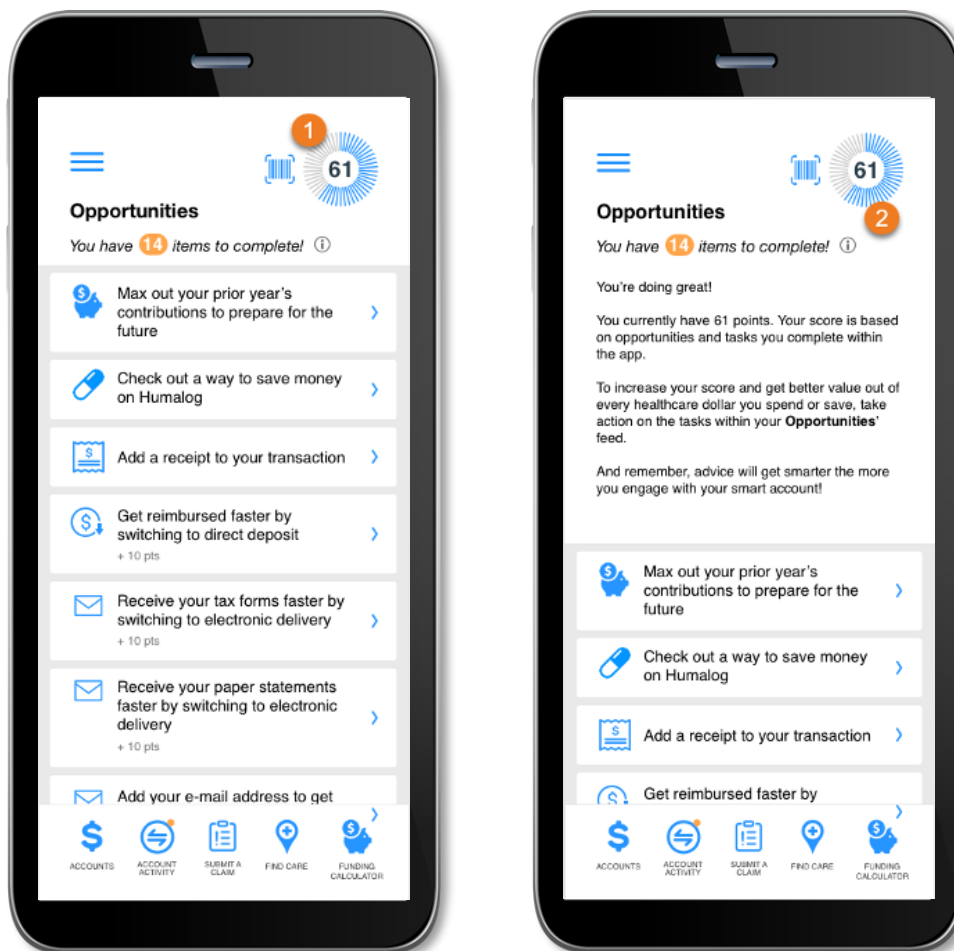 1
61
Opportunities
You have 14 items to complete!
Max out your prior year's
contributions to prepare for the
future
Check out a way to save money
on Humalog
Add a receipt to your transaction
Get reimbursed faster by
switching to direct deposit
+ 10 pts
Receive your tax forms faster by
switching to electronic delivery
+ 10 pts
Receive your paper statements
faster by switching to electronic
delivery
+ 10 pts
Add your e-mail address to get
ACCOUNTS
ACCOUNT
ACTIVITY
SUBMIT A
CLAIM
FIND CARE
FUNDING
CALCULATOR
61
2
Opportunities
You have 14 items to complete!
You're doing great!
You currently have 61 points. Your score is based
on opportunities and tasks you complete within
the app.
To increase your score and get better value out of
every healthcare dollar you spend or save, take
action on the tasks within your Opportunities'
feed.
And remember, advice will get smarter the more
you engage with your smart account!
Max out your prior year's
contributions to prepare for the
future
Check out a way to save money
on Humalog
Add a receipt to your transaction
Get reimbursed faster by
ACCOUNTS
ACCOUNT
ACTIVITY
SUBMIT A
CLAIM
FIND CARE
FUNDING
CALCULATOR